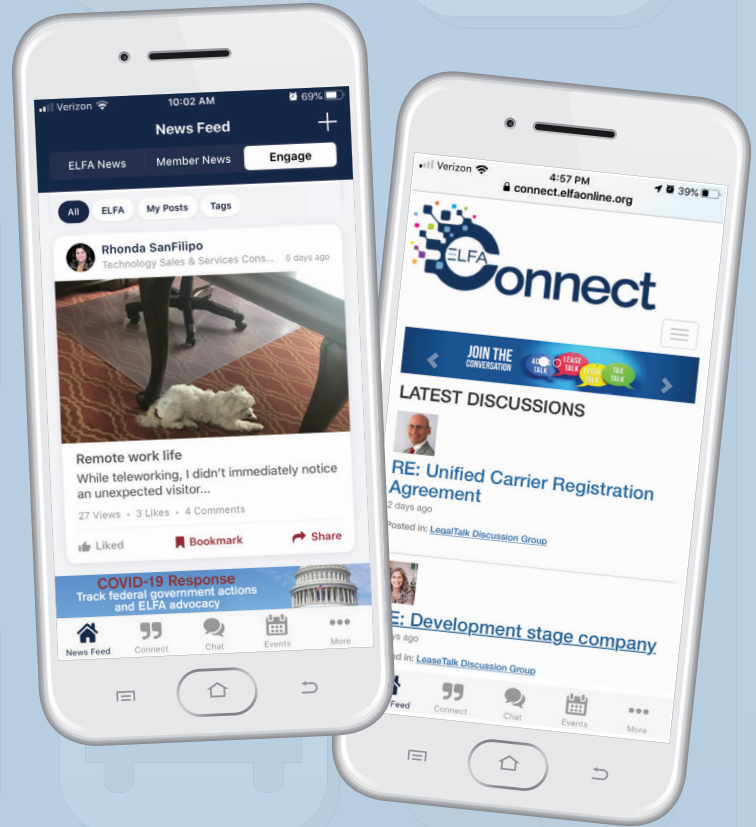 Verizon
10:02 AM
69%
News Feed
ELFA News
Member News
Engage
All
ELFA
My Posts
Tags
Rhonda SanFilipo
Technology Sales & Services Cons...
5 days ago
Remote work life
While teleworking, I didn't immediately notice
an unexpected visitor...
27 Views • 3 Likes • 4 Comments
Liked
Bookmark
Share
COVID-19 Response
Track federal government actions
and ELFA advocacy
News Feed
Connect
Chat
Events
More
Verizon
4:57 PM
39%
connect.elfaonline.org
ELFA
Connect
JOIN THE
CONVERSATION
TALK
LEASE
TALK
LEGAL
TALK
TAX
TALK
LATEST DISCUSSIONS
RE: Unified Carrier Registration
Agreement
2 days ago
Posted in: LegalTalk Discussion Group
E: Development stage company
ys ago
d in: LeaseTalk Discussion Group
Feed
Connect
Chat
Events
More